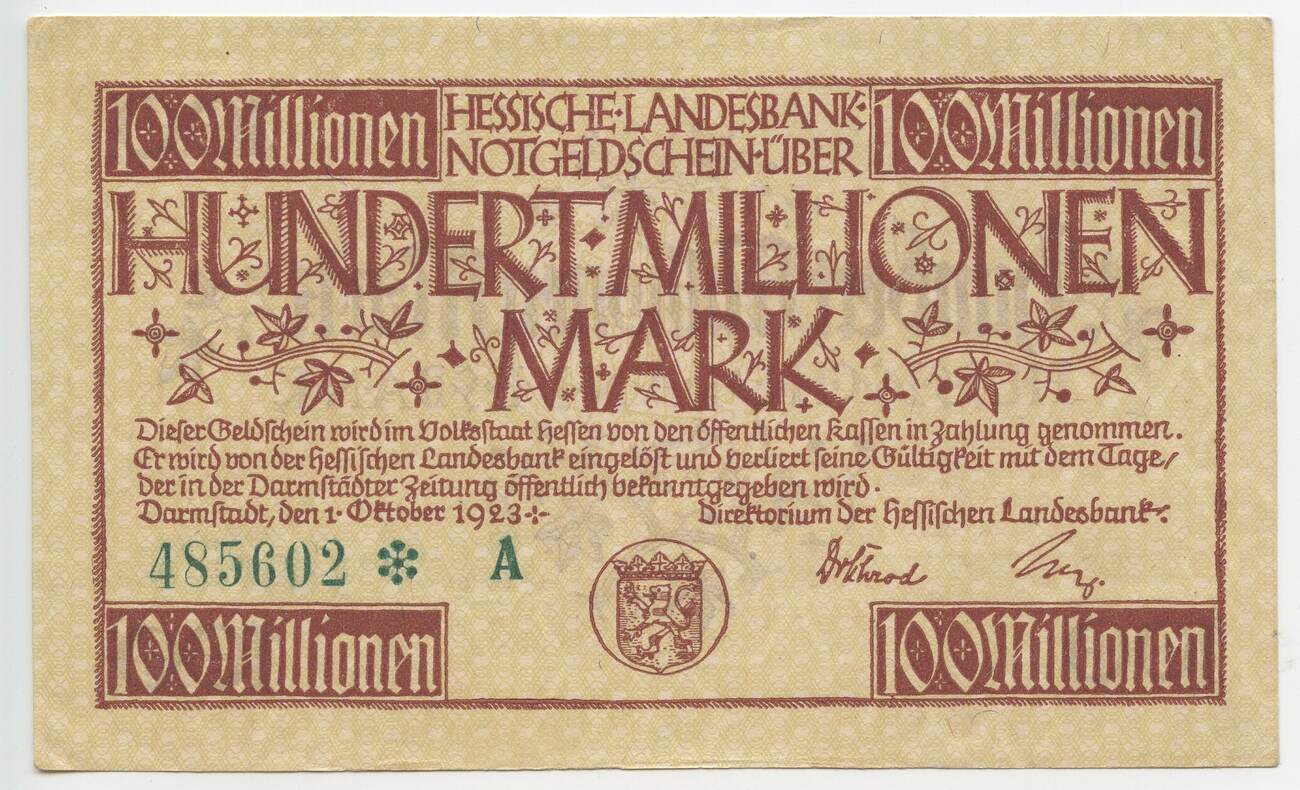 100 Millionen
HESSISCHE·LANDESBANK·
NOTGELDSCHEIN·ÜBER
100 Millionen
HUNDERT·MILLIONEN
·MARK·
Dieser Geldschein wird im Volksstaat Hessen von den öffentlichen Kassen in Zahlung genommen.
Er wird von der Hessischen Landesbank eingelöst und verliert seine Gültigkeit mit dem Tage/
der in der Darmstädter Zeitung öffentlich bekanntgegeben wird.
Darmstadt, den 1. Oktober 1923
Direktorium der Hessischen Landesbank
485602 A
100 Millionen
100 Millionen